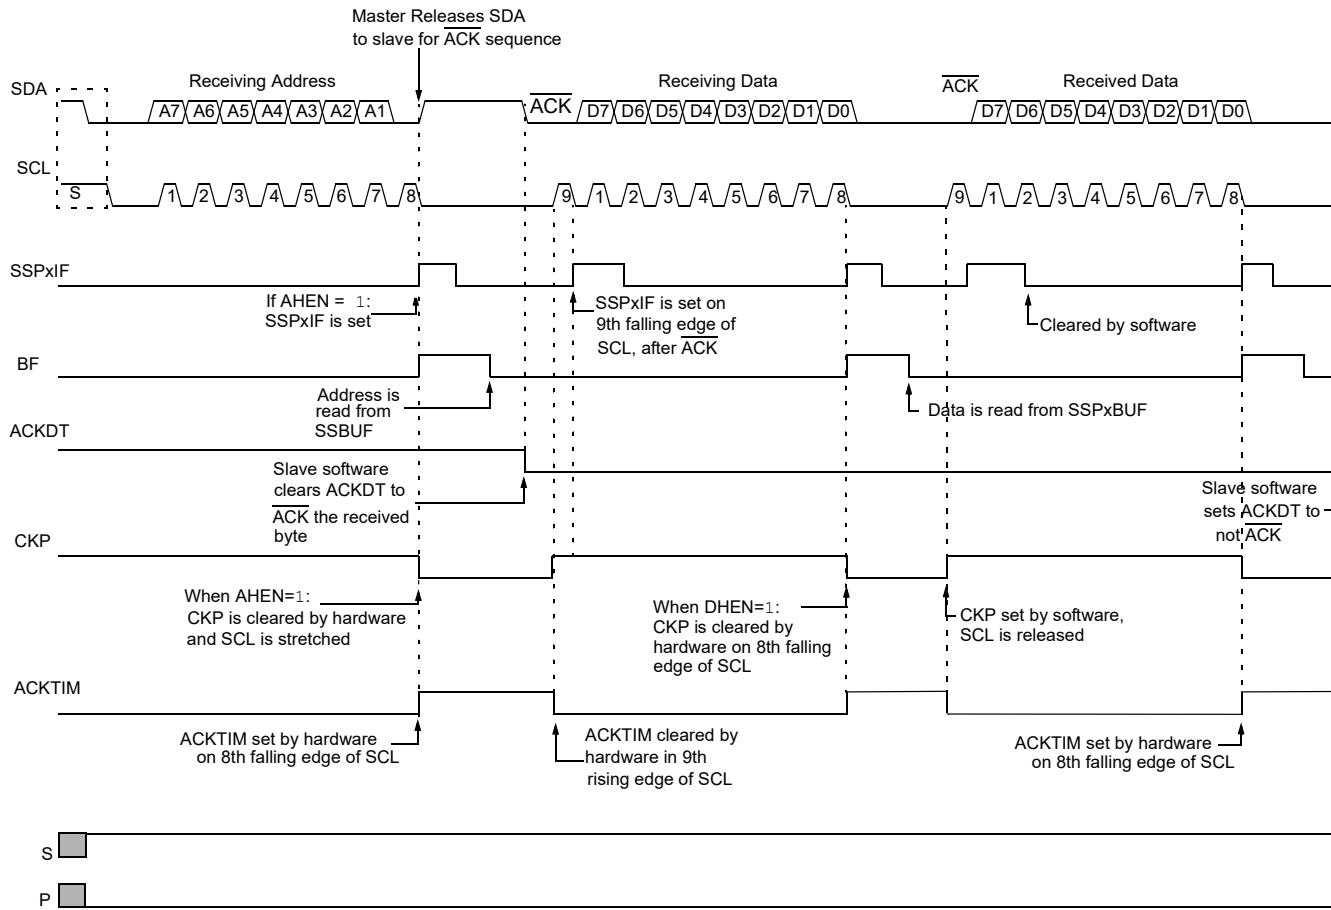 Master Releases SDA
to slave for ACK sequence
Receiving Address
Receiving Data
ACK
Received Data
SDA
ACK
A7 A6 A5 A4 A3 A2 A1
D7 D6 D5 D4 D3 D2 D1 D0
D7 D6 D5 D4 D3 D2 D1 D0
SCL
S
1 2 3 4 5 6 7 8
9 1 2 3 4 5 6 7 8
9 1 2 3 4 5 6 7 8
SSPxIF
If AHEN = 1:
SSPxIF is set
SSPxIF is set on
9th falling edge of
SCL, after ACK
Cleared by software
BF
Address is
read from
SSBUF
Data is read from SSPxBUF
ACKDT
Slave software
clears ACKDT to
ACK the received
byte
Slave software
sets ACKDT to
not ACK
CKP
When AHEN=1:
CKP is cleared by hardware
and SCL is stretched
When DHEN=1:
CKP is cleared by
hardware on 8th falling
edge of SCL
CKP set by software,
SCL is released
ACKTIM
ACKTIM set by hardware
on 8th falling edge of SCL
ACKTIM cleared by
hardware in 9th
rising edge of SCL
ACKTIM set by hardware
on 8th falling edge of SCL
S
P